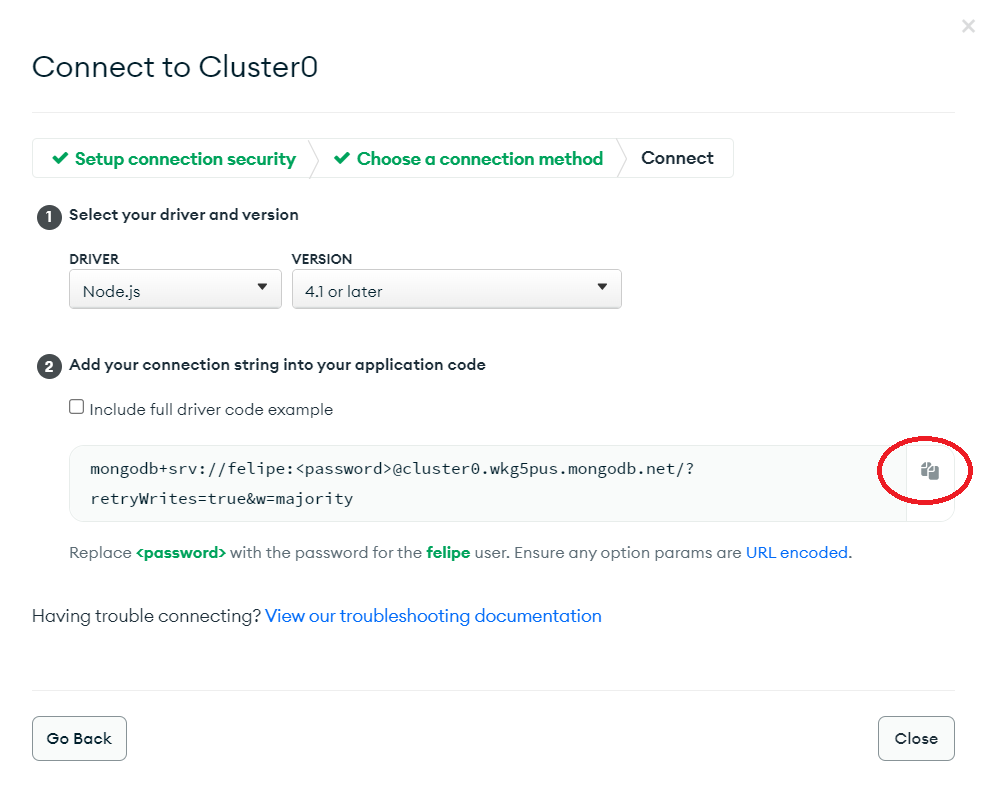 Connect to Cluster0
Setup connection security
Choose a connection method
Connect
1 Select your driver and version
DRIVER
VERSION
Node.js
4.1 or later
2 Add your connection string into your application code
Include full driver code example
mongodb+srv://felipe:<password>@cluster0.wkg5pus.mongodb.net/?
retryWrites=true&w=majority
Replace <password> with the password for the felipe user. Ensure any option params are URL encoded.
Having trouble connecting? View our troubleshooting documentation
Go Back
Close